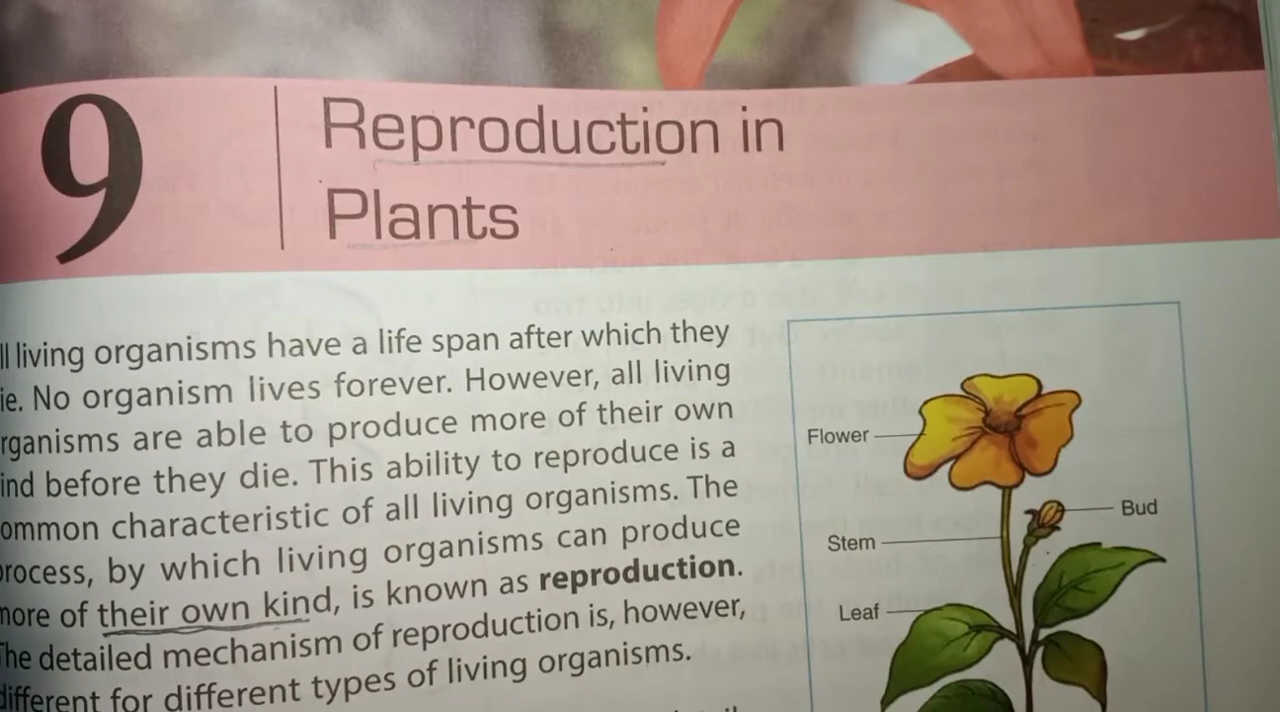 9
Reproduction in
Plants
ll living organisms have a life span after which they
ie. No organism lives forever. However, all living
rganisms are able to produce more of their own
ind before they die. This ability to reproduce is a
ommon characteristic of all living organisms. The
rocess, by which living organisms can produce
more of their own kind, is known as reproduction.
The detailed mechanism of reproduction is, however,
different for different types of living organisms.
Flower
Bud
Stem
Leaf